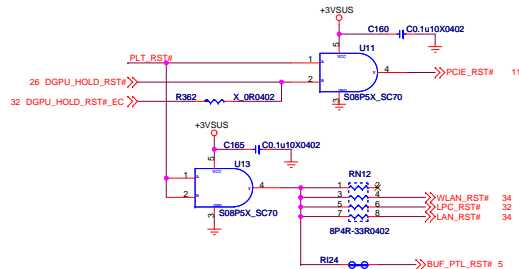 +3VSUS
C160 C0.1u10X0402
U11
PLT_RST#
5
VCC
1 A
Y 4 PCIE_RST# 11
26 DGPU_HOLD_RST# 2 B
GND
32 DGPU_HOLD_RST#_EC
R362 X_0R0402
3 S08P5X_SC70
+3VSUS
C165 C0.1u10X0402
U13
5
VCC
1 A
Y 4
2 B
GND
3 S08P5X_SC70
RN12
1 2
3 4 WLAN_RST# 34
5 6 LPC_RST# 32
7 8 LAN_RST# 34
8P4R-33R0402
RI24 BUF_PTL_RST# 5